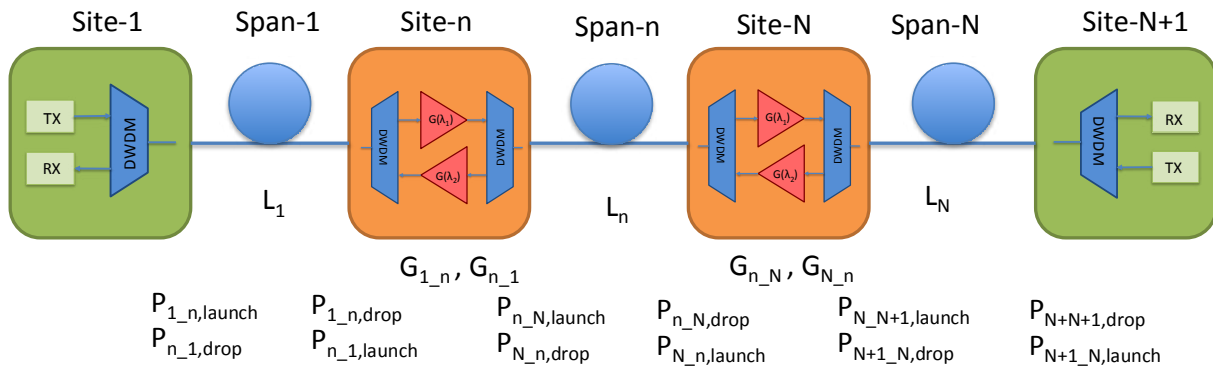 Site-1 Span-1 Site-n Span-n Site-N Span-N Site-N+1
TX
RX
DWDM
DWDM
G(λ1)
G(λ2)
DWDM
DWDM
G(λ1)
G(λ2)
DWDM
DWDM
RX
TX
L1 Ln LN
G1_n , Gn_1 Gn_N , GN_n
P1_n,launch P1_n,drop Pn_N,launch Pn_N,drop PN_N+1,launch PN+N+1,drop
Pn_1,drop Pn_1,launch PN_n,drop PN_n,launch PN+1_N,drop PN+1_N,launch